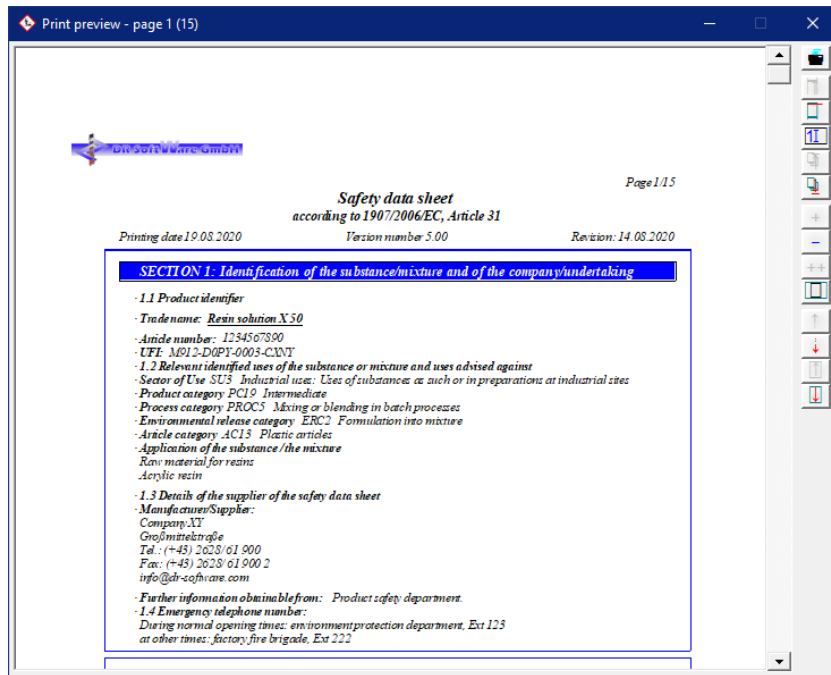 Print preview - page 1 (15)
DR-SoftWare GmbH
Page 1/15
Safety data sheet
according to 1907/2006/EC, Article 31
Printing date 19.08.2020 Version number 5.00 Revision: 14.08.2020
SECTION 1: Identification of the substance/mixture and of the company/undertaking
· 1.1 Product identifier
· Trade name: Resin solution X 50
· Article number: 1234567890
· UFI: M912-D0PY-0003-CXNY
· 1.2 Relevant identified uses of the substance or mixture and uses advised against
· Sector of Use SU3 Industrial uses: Uses of substances as such or in preparations at industrial sites
· Product category PC19 Intermediate
· Process category PROC5 Mixing or blending in batch processes
· Environmental release category ERC2 Formulation into mixture
· Article category AC13 Plastic articles
· Application of the substance / the mixture
Raw material for resins
Acrylic resin
· 1.3 Details of the supplier of the safety data sheet
· Manufacturer/Supplier:
Company XY
Großmittelstraße
Tel.: (+43) 2628/ 61 900
Fax: (+43) 2628/ 61 900 2
info@dr-software.com
· Further information obtainable from: Product safety department.
· 1.4 Emergency telephone number:
During normal opening times: environment protection department, Ext 123
at other times: factory fire brigade, Ext 222